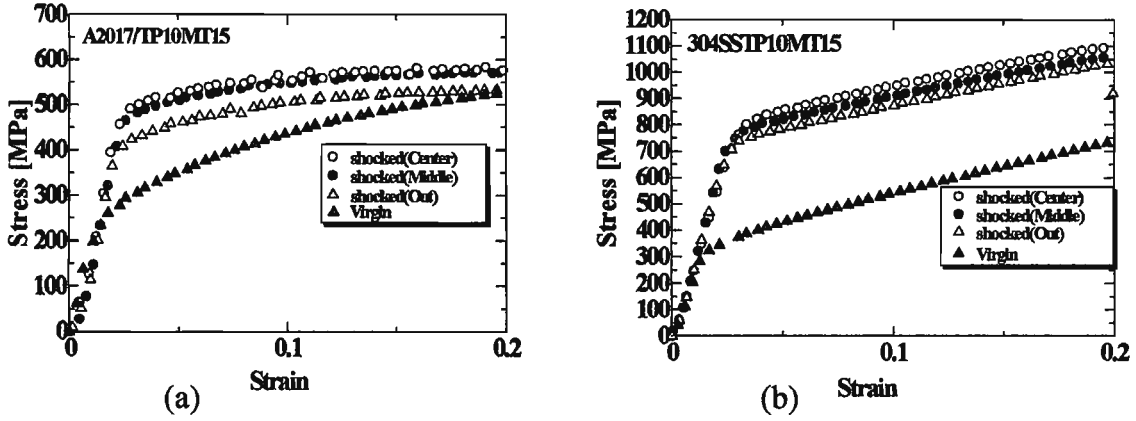 A2017/TP10MT15
700
600
500
400
300
200
100
0
Stress [MPa]
shocked(Center)
shocked(Middle)
shocked(Out)
Virgin
0
0.1
0.2
Strain
(a)
304SSTP10MT15
1200
1100
1000
900
800
700
600
500
400
300
200
100
0
Stress [MPa]
shocked(Center)
shocked(Middle)
shocked(Out)
Virgin
0
0.1
0.2
Strain
(b)